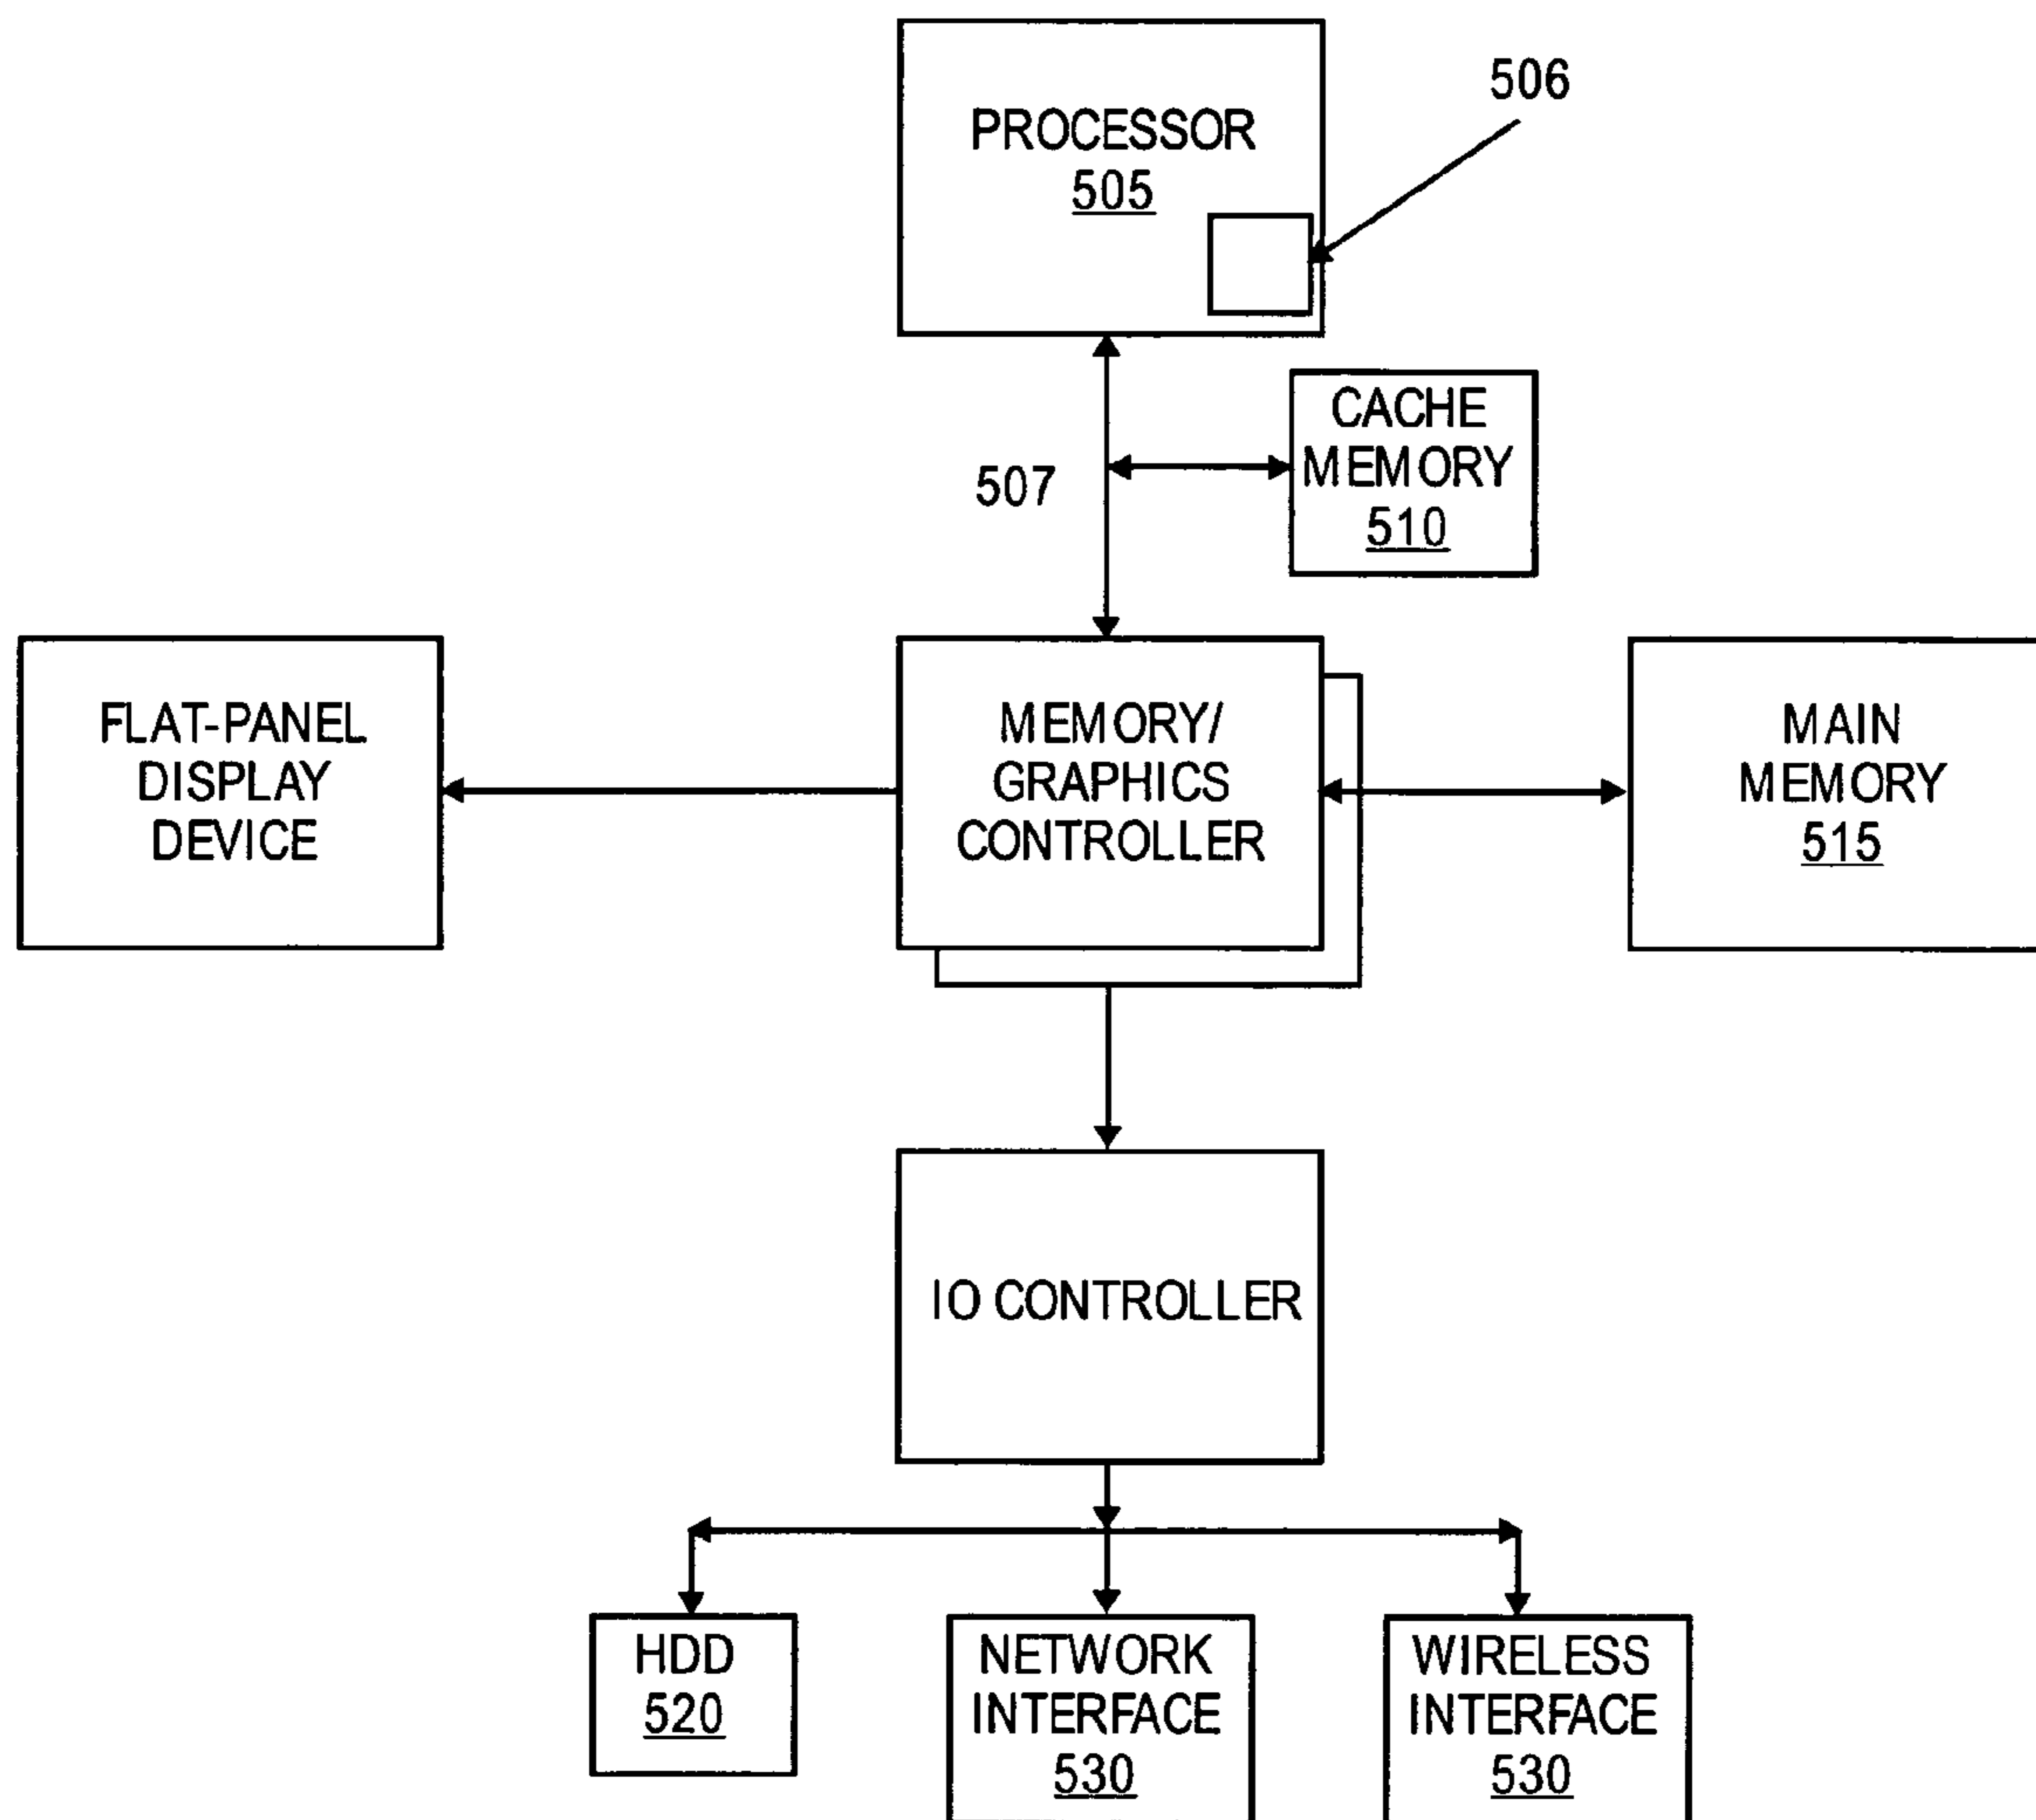 PROCESSOR
505
506
507
CACHE
MEMORY
510
FLAT-PANEL
DISPLAY
DEVICE
MEMORY/
GRAPHICS
CONTROLLER
MAIN
MEMORY
515
IO CONTROLLER
HDD
520
NETWORK
INTERFACE
530
WIRELESS
INTERFACE
530